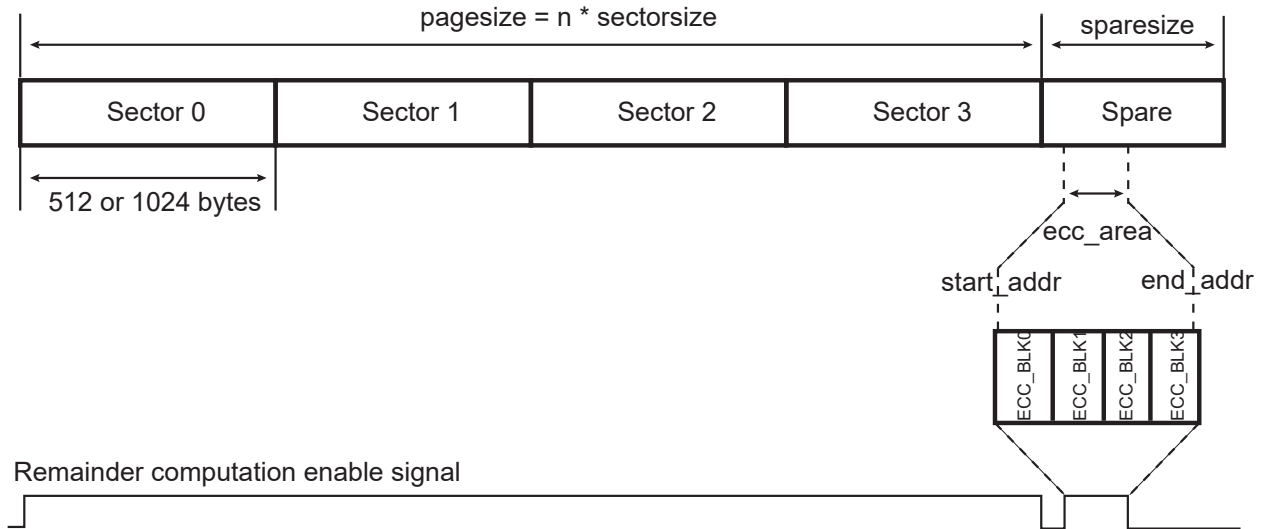 pagesize = n * sectorsize
sparesize
Sector 0
Sector 1
Sector 2
Sector 3
Spare
512 or 1024 bytes
ecc_area
start_addr
end_addr
ECC_BLK0
ECC_BLK1
ECC_BLK2
ECC_BLK3
Remainder computation enable signal